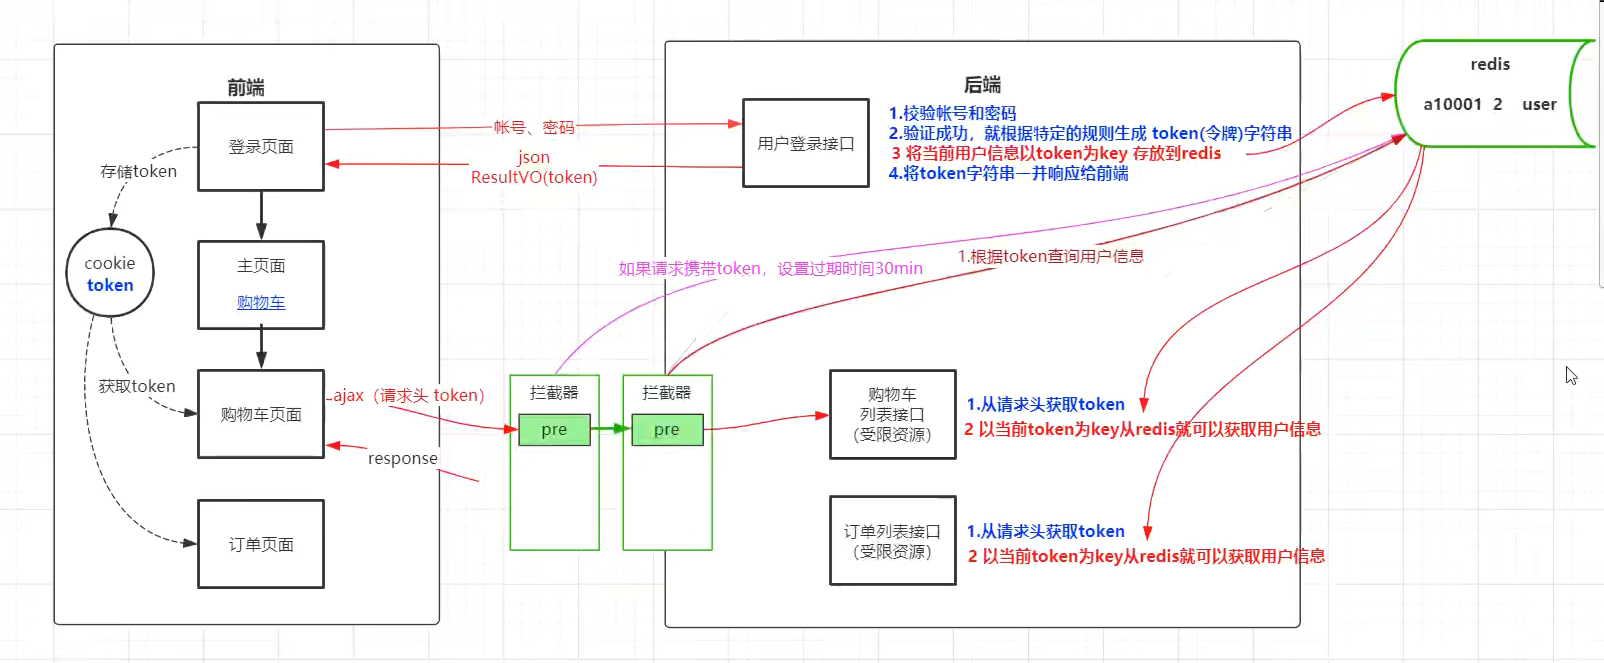 前端
登录页面
存储token
cookie
token
主页面
购物车
获取token
购物车页面
订单页面
帐号、密码
json
ResultVO(token)
ajax（请求头 token）
response
后端
用户登录接口
1.校验帐号和密码
2.验证成功，就根据特定的规则生成 token(令牌)字符串
3 将当前用户信息以token为key 存放到redis
4.将token字符串一并响应给前端
redis
a10001 2 user
如果请求携带token，设置过期时间30min
1.根据token查询用户信息
拦截器
pre
拦截器
pre
购物车
列表接口
（受限资源）
1.从请求头获取token
2 以当前token为key从redis就可以获取用户信息
订单列表接口
（受限资源）
1.从请求头获取token
2 以当前token为key从redis就可以获取用户信息